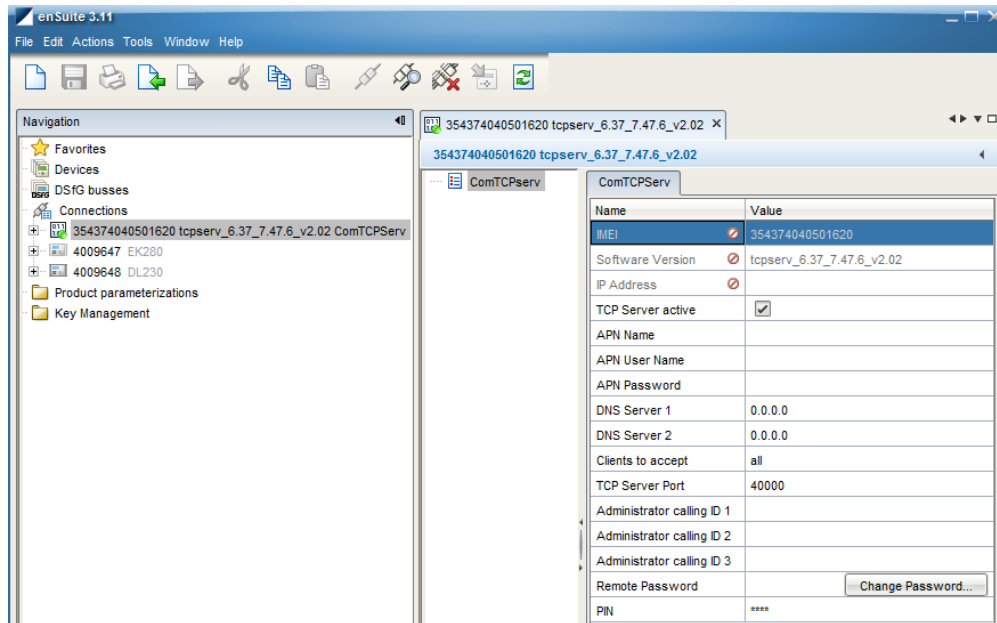 enSuite 3.11
File Edit Actions Tools Window Help
Navigation
Favorites
Devices
DSfG busses
Connections
354374040501620 tcpserv_6.37_7.47.6_v2.02 ComTCPServ
4009647 EK280
4009648 DL230
Product parameterizations
Key Management
354374040501620 tcpserv_6.37_7.47.6_v2.02
354374040501620 tcpserv_6.37_7.47.6_v2.02
ComTCPserv
ComTCPServ
Name Value
IMEI 354374040501620
Software Version tcpserv_6.37_7.47.6_v2.02
IP Address
TCP Server active
APN Name
APN User Name
APN Password
DNS Server 1 0.0.0.0
DNS Server 2 0.0.0.0
Clients to accept all
TCP Server Port 40000
Administrator calling ID 1
Administrator calling ID 2
Administrator calling ID 3
Remote Password Change Password...
PIN ****